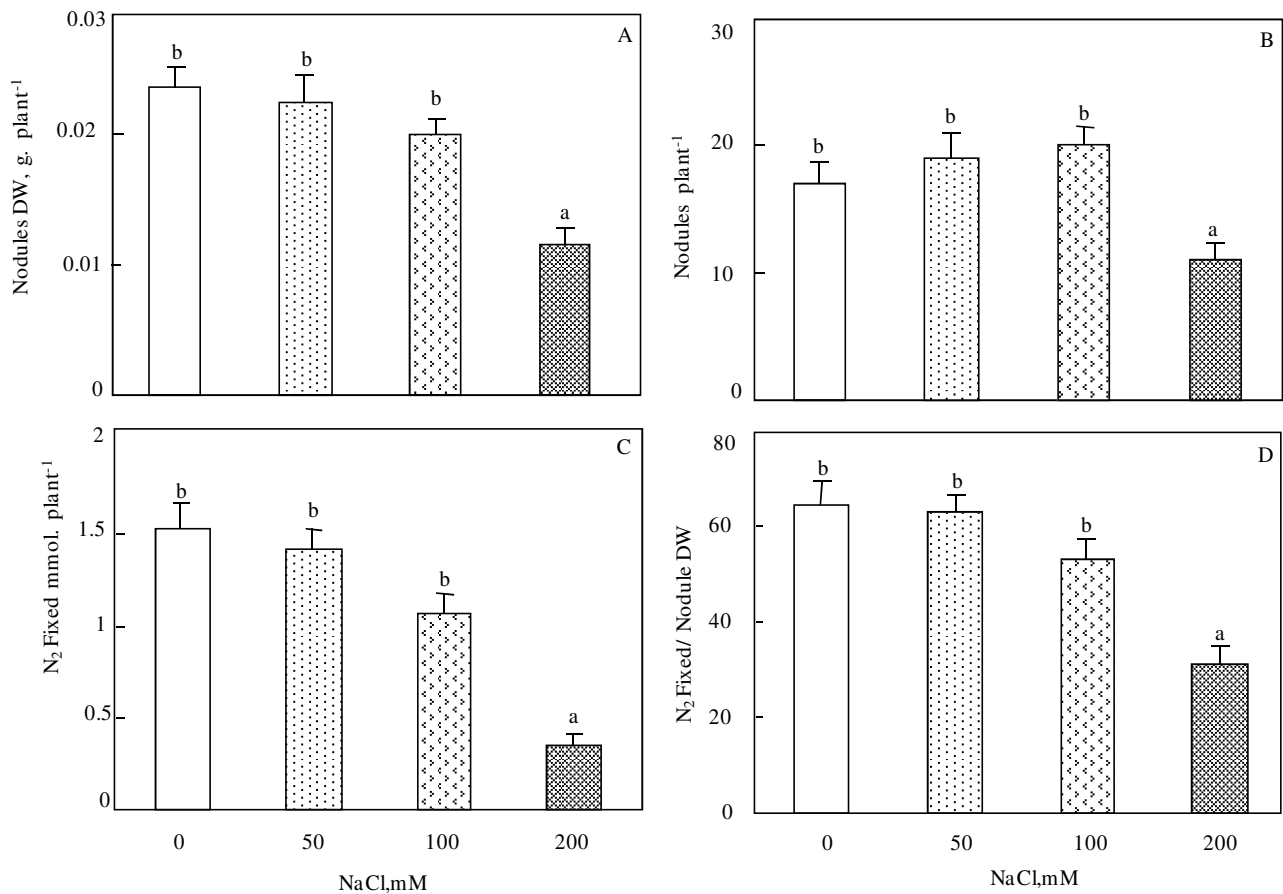 0.03
A
b
b
b
0.02
a
0.01
0
Nodules DW, g. plant⁻¹
30
B
b
b
b
20
a
10
0
Nodules plant⁻¹
2
C
b
b
1.5
b
1
0.5
a
0
N₂ Fixed mmol. plant⁻¹
0 50 100 200
NaCl,mM
80
D
b
b
60
b
40
a
20
0
N₂ Fixed/ Nodule DW
0 50 100 200
NaCl,mM